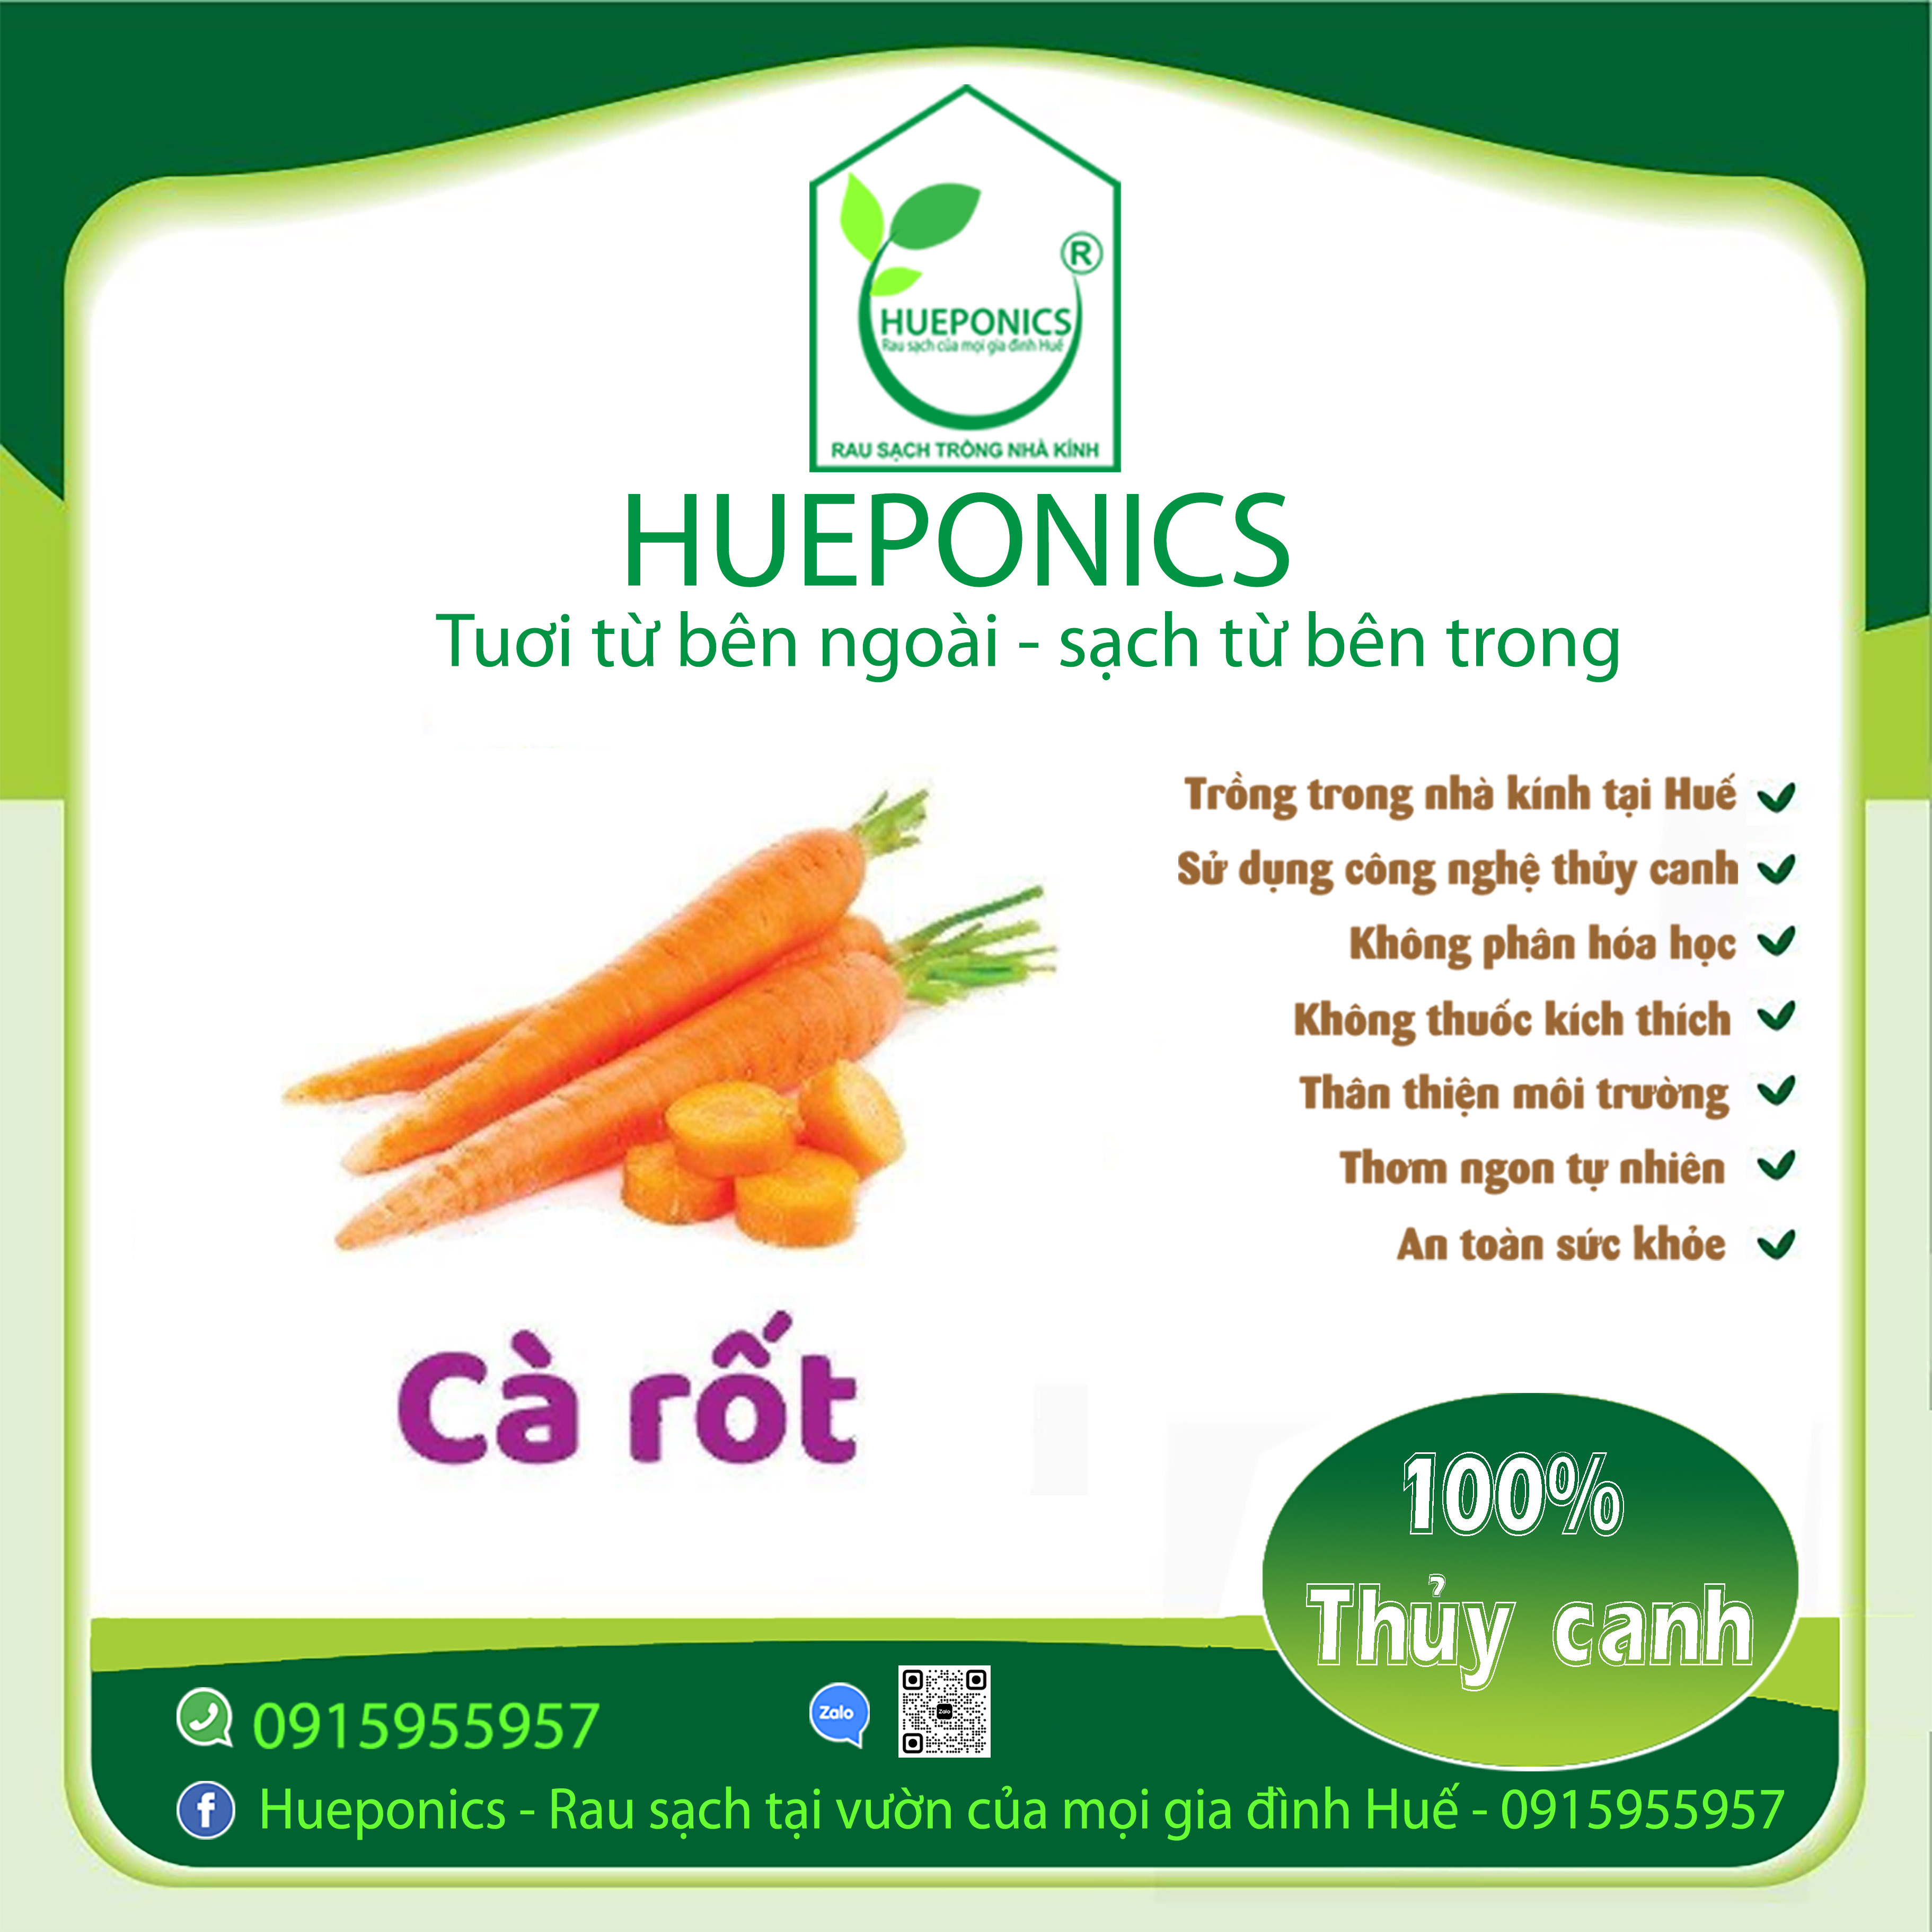 ®
HUEPONICS
Rau sạch của mọi gia đình Huế
RAU SẠCH TRỒNG NHÀ KÍNH
HUEPONICS
Tươi từ bên ngoài - sạch từ bên trong
Trồng trong nhà kính tại Huế
Sử dụng công nghệ thủy canh
Không phân hóa học
Không thuốc kích thích
Thân thiện môi trường
Thơm ngon tự nhiên
An toàn sức khỏe
Cà rốt
100%
Thủy canh
0915955957
Zalo
Zalo
Hueponics - Rau sạch tại vườn của mọi gia đình Huế - 0915955957